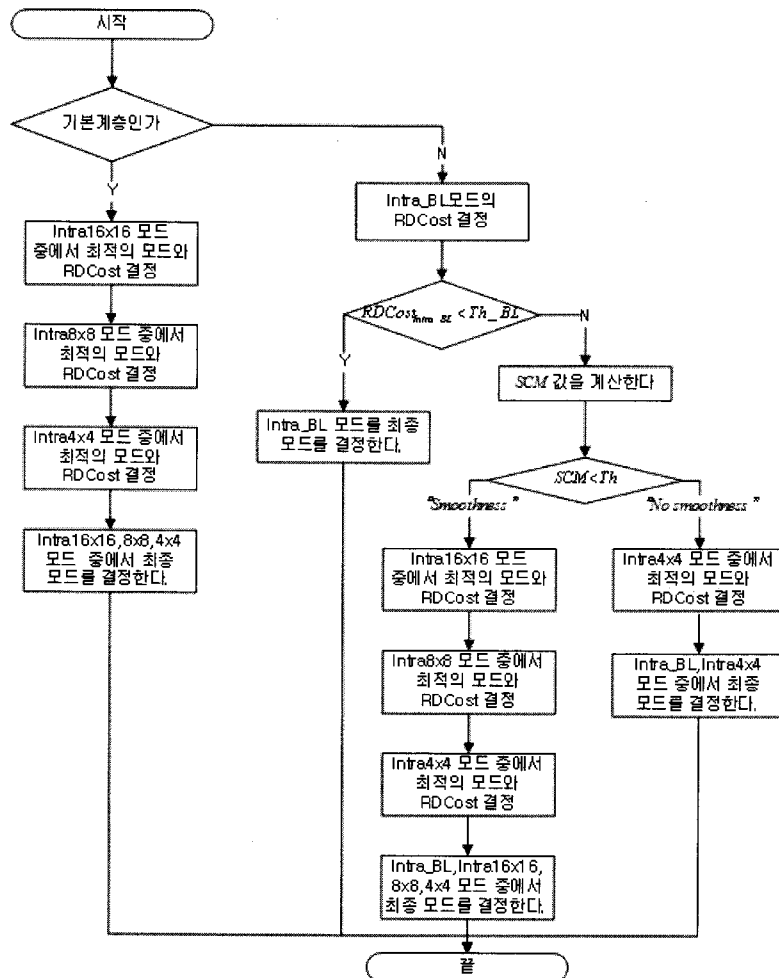 시작
기본계층인가
N
Y
Intra_BL모드의
RDCost 결정
Intra16x16 모드
중에서 최적의 모드와
RDCost 결정
RDCost_Intra_BL < Th_BL
N
Y
Intra8x8 모드 중에서
최적의 모드와
RDCost 결정
SCM 값을 계산한다
Intra_BL 모드를 최종
모드를 결정한다.
Intra4x4 모드 중에서
최적의 모드와
RDCost 결정
SCM<Th
"Smoothness"
"No smoothness"
Intra16x16,8x8,4x4
모드 중에서 최종
모드를 결정한다.
Intra16x16 모드
중에서 최적의 모드와
RDCost 결정
Intra4x4 모드 중에서
최적의 모드와
RDCost 결정
Intra8x8 모드 중에서
최적의 모드와
RDCost 결정
Intra_BL,Intra4x4
모드 중에서 최종
모드를 결정한다.
Intra4x4 모드 중에서
최적의 모드와
RDCost 결정
Intra_BL,Intra16x16,
8x8,4x4 모드 중에서
최종 모드를 결정한다.
끝